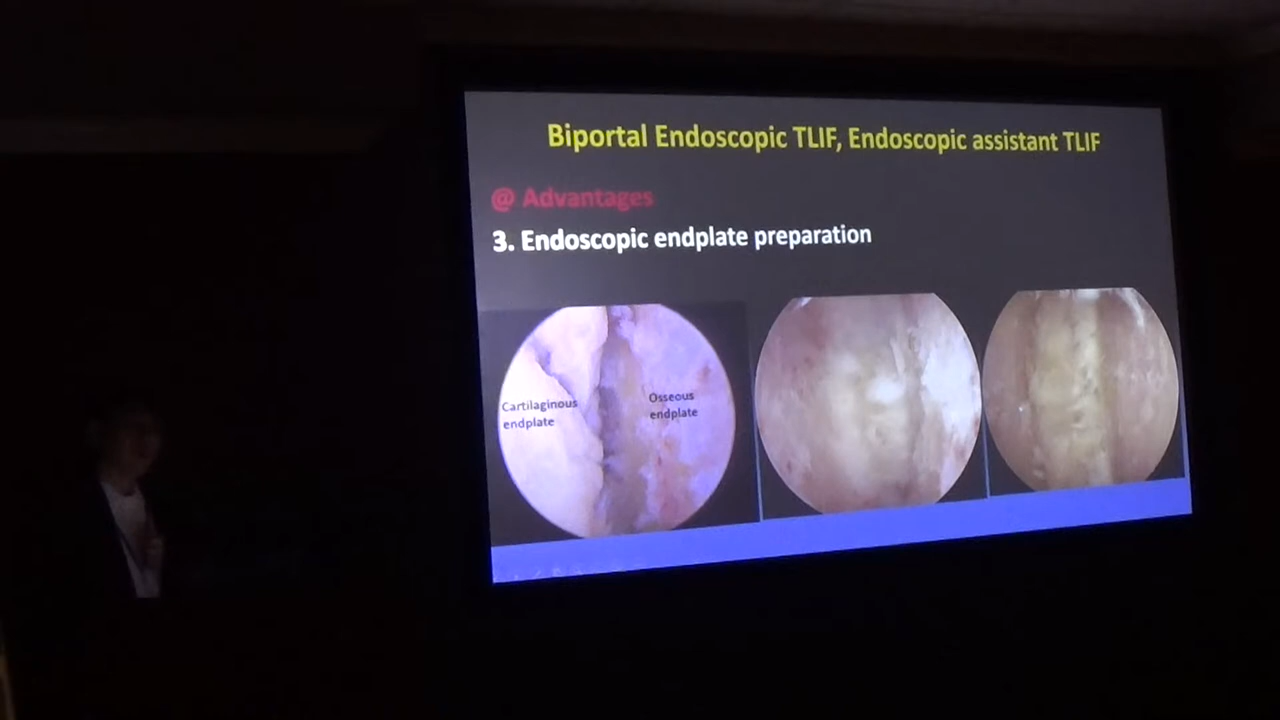 Biportal Endoscopic TLIF, Endoscopic assistant TLIF
@ Advantages
3. Endoscopic endplate preparation
Cartilaginous
endplate
Osseous
endplate